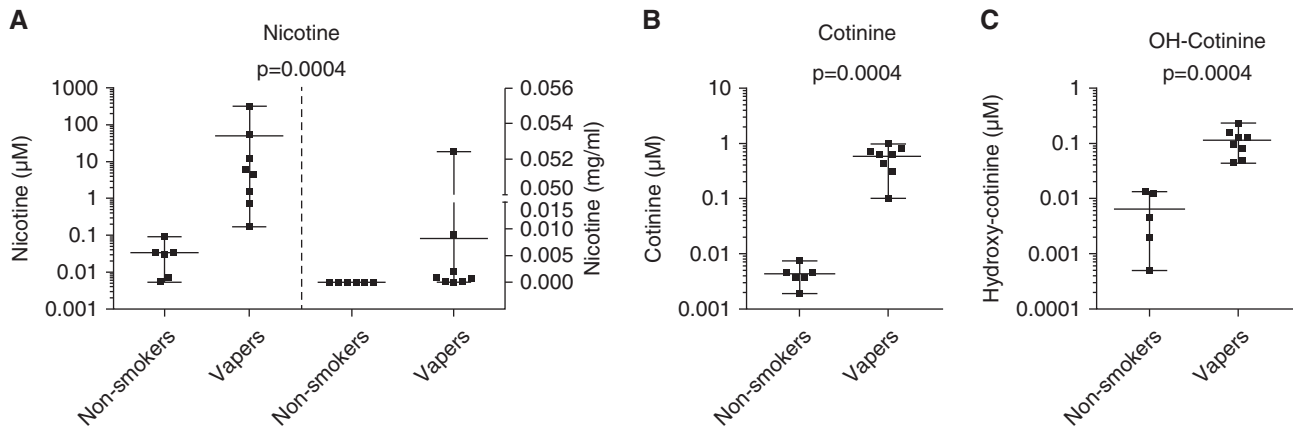 A
Nicotine
p=0.0004
Nicotine (µM)
1000
100
10
1
0.1
0.01
0.001
Nicotine (mg/ml)
0.056
0.054
0.052
0.050
0.015
0.010
0.005
0.000
Non-smokers
Vapers
Non-smokers
Vapers
B
Cotinine
p=0.0004
Cotinine (µM)
10
1
0.1
0.01
0.001
Non-smokers
Vapers
C
OH-Cotinine
p=0.0004
Hydroxy-cotinine (µM)
1
0.1
0.01
0.001
0.0001
Non-smokers
Vapers